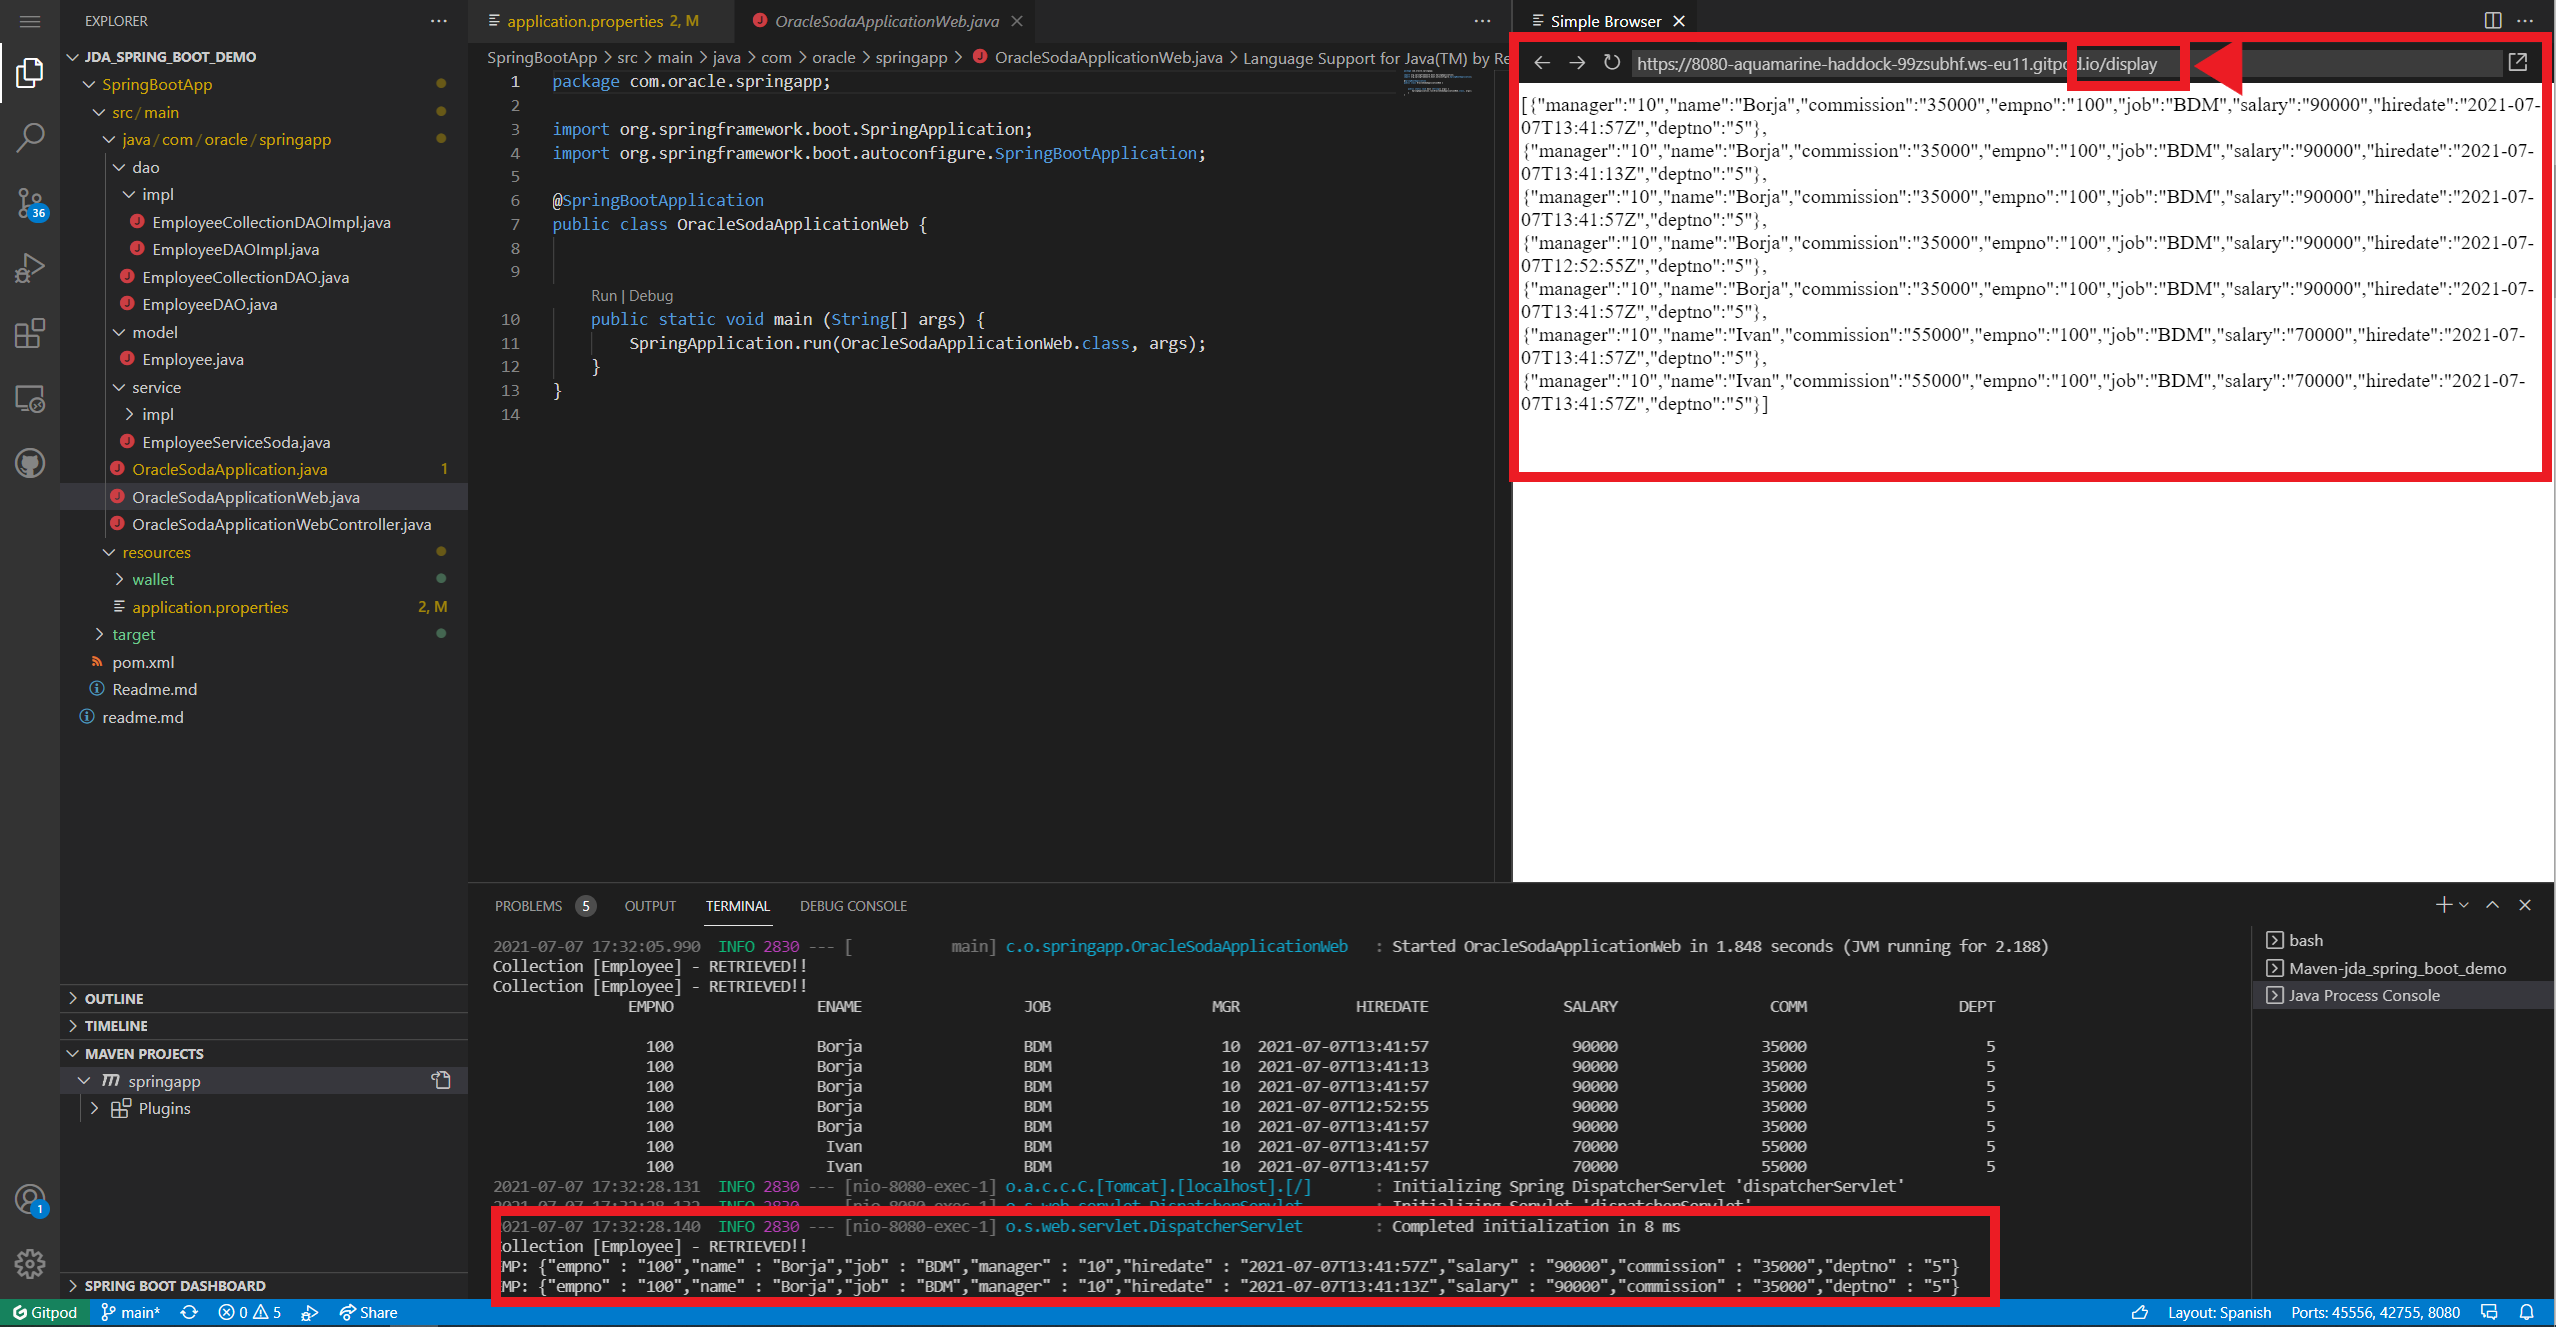 EXPLORER
JDA_SPRING_BOOT_DEMO
SpringBootApp
src / main
java / com / oracle / springapp
dao
impl
EmployeeCollectionDAOImpl.java
EmployeeDAOImpl.java
EmployeeCollectionDAO.java
EmployeeDAO.java
model
Employee.java
service
impl
EmployeeServiceSoda.java
OracleSodaApplication.java 1
OracleSodaApplicationWeb.java
OracleSodaApplicationWebController.java
resources
wallet
application.properties 2, M
target
pom.xml
Readme.md
readme.md
36
OUTLINE
TIMELINE
MAVEN PROJECTS
springapp
Plugins
SPRING BOOT DASHBOARD
1
application.properties 2, M
OracleSodaApplicationWeb.java
SpringBootApp > src > main > java > com > oracle > springapp > OracleSodaApplicationWeb.java > Language Support for Java(TM) by Re
1 package com.oracle.springapp;
2
3 import org.springframework.boot.SpringApplication;
4 import org.springframework.boot.autoconfigure.SpringBootApplication;
5
6 @SpringBootApplication
7 public class OracleSodaApplicationWeb {
8
9
Run | Debug
10 public static void main (String[] args) {
11 SpringApplication.run(OracleSodaApplicationWeb.class, args);
12 }
13 }
14
Simple Browser
https://8080-aquamarine-haddock-99zsubhf.ws-eu11.gitpod.io/display
[{"manager":"10","name":"Borja","commission":"35000","empno":"100","job":"BDM","salary":"90000","hiredate":"2021-07-
07T13:41:57Z","deptno":"5"},
{"manager":"10","name":"Borja","commission":"35000","empno":"100","job":"BDM","salary":"90000","hiredate":"2021-07-
07T13:41:13Z","deptno":"5"},
{"manager":"10","name":"Borja","commission":"35000","empno":"100","job":"BDM","salary":"90000","hiredate":"2021-07-
07T13:41:57Z","deptno":"5"},
{"manager":"10","name":"Borja","commission":"35000","empno":"100","job":"BDM","salary":"90000","hiredate":"2021-07-
07T12:52:55Z","deptno":"5"},
{"manager":"10","name":"Borja","commission":"35000","empno":"100","job":"BDM","salary":"90000","hiredate":"2021-07-
07T13:41:57Z","deptno":"5"},
{"manager":"10","name":"Ivan","commission":"55000","empno":"100","job":"BDM","salary":"70000","hiredate":"2021-07-
07T13:41:57Z","deptno":"5"},
{"manager":"10","name":"Ivan","commission":"55000","empno":"100","job":"BDM","salary":"70000","hiredate":"2021-07-
07T13:41:57Z","deptno":"5"}]
PROBLEMS 5 OUTPUT TERMINAL DEBUG CONSOLE
2021-07-07 17:32:05.990 INFO 2830 --- [ main] c.o.springapp.OracleSodaApplicationWeb : Started OracleSodaApplicationWeb in 1.848 seconds (JVM running for 2.188)
Collection [Employee] - RETRIEVED!!
Collection [Employee] - RETRIEVED!!
EMPNO ENAME JOB MGR HIREDATE SALARY COMM DEPT
100 Borja BDM 10 2021-07-07T13:41:57 90000 35000 5
100 Borja BDM 10 2021-07-07T13:41:13 90000 35000 5
100 Borja BDM 10 2021-07-07T13:41:57 90000 35000 5
100 Borja BDM 10 2021-07-07T12:52:55 90000 35000 5
100 Borja BDM 10 2021-07-07T13:41:57 90000 35000 5
100 Ivan BDM 10 2021-07-07T13:41:57 70000 55000 5
100 Ivan BDM 10 2021-07-07T13:41:57 70000 55000 5
2021-07-07 17:32:28.131 INFO 2830 --- [nio-8080-exec-1] o.a.c.c.C.[Tomcat].[localhost].[/] : Initializing Spring DispatcherServlet 'dispatcherServlet'
2021-07-07 17:32:28.140 INFO 2830 --- [nio-8080-exec-1] o.s.web.servlet.DispatcherServlet : Completed initialization in 8 ms
ollection [Employee] - RETRIEVED!!
MP: {"empno" : "100","name" : "Borja","job" : "BDM","manager" : "10","hiredate" : "2021-07-07T13:41:57Z","salary" : "90000","commission" : "35000","deptno" : "5"}
MP: {"empno" : "100","name" : "Borja","job" : "BDM","manager" : "10","hiredate" : "2021-07-07T13:41:13Z","salary" : "90000","commission" : "35000","deptno" : "5"}
bash
Maven-jda_spring_boot_demo
Java Process Console
Gitpod main* 0 5 Share Layout: Spanish Ports: 45556, 42755, 8080